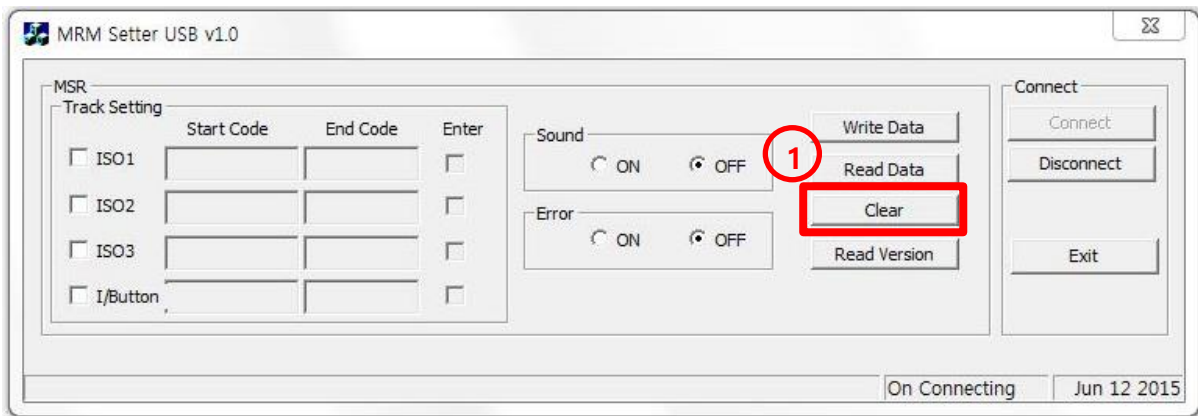 MRM Setter USB v1.0
MSR
Track Setting
Start Code End Code Enter
ISO1
ISO2
ISO3
I/Button
Sound
ON OFF
Error
ON OFF
1
Write Data
Read Data
Clear
Read Version
Connect
Connect
Disconnect
Exit
On Connecting
Jun 12 2015